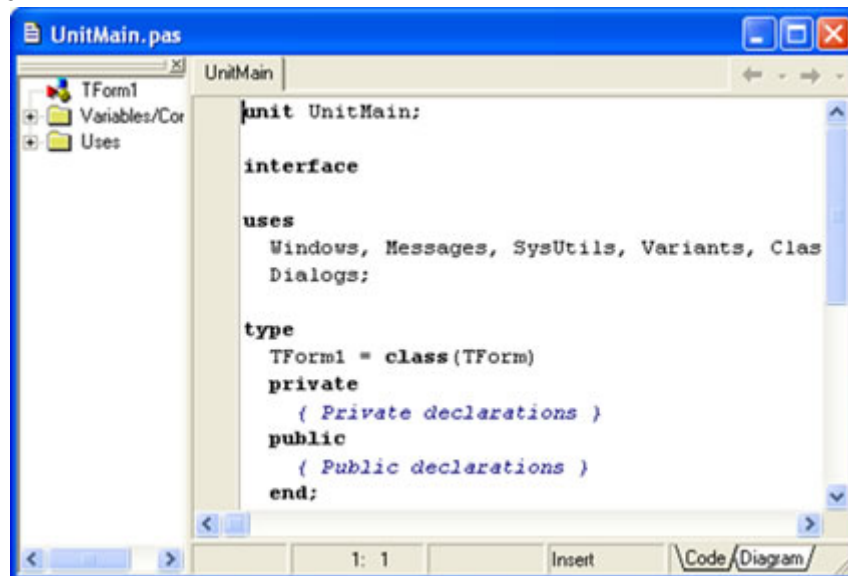 UnitMain.pas
TForm1
Variables/Cor
Uses
UnitMain
unit UnitMain;
interface
uses
Windows, Messages, SysUtils, Variants, Clas
Dialogs;
type
TForm1 = class(TForm)
private
{ Private declarations }
public
{ Public declarations }
end;
1: 1
Insert
Code
Diagram